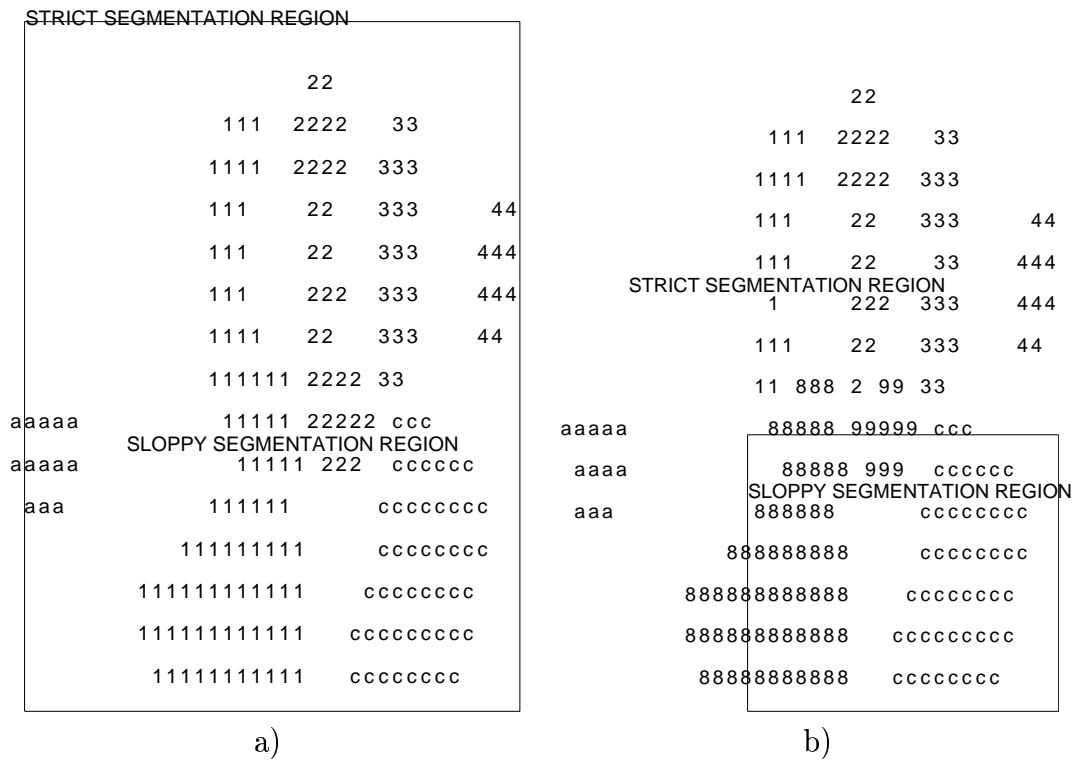 STRICT SEGMENTATION REGION
22
111 2222 33
1111 2222 333
111 22 333 44
111 22 333 444
111 222 333 444
1111 22 333 44
111111 2222 33
aaaaa 11111 22222 ccc
SLOPPY SEGMENTATION REGION
aaaaa 11111 222 cccccc
aaa 111111 cccccccc
111111111 cccccccc
111111111111 cccccccc
111111111111 ccccccccc
11111111111 cccccccc
a)
22
111 2222 33
1111 2222 333
111 22 333 44
111 22 33 444
STRICT SEGMENTATION REGION
1 222 333 444
111 22 333 44
11 888 2 99 33
aaaaa 88888 99999 ccc
aaaa 88888 999 cccccc
SLOPPY SEGMENTATION REGION
aaa 888888 cccccccc
888888888 cccccccc
888888888888 cccccccc
888888888888 ccccccccc
88888888888 cccccccc
b)